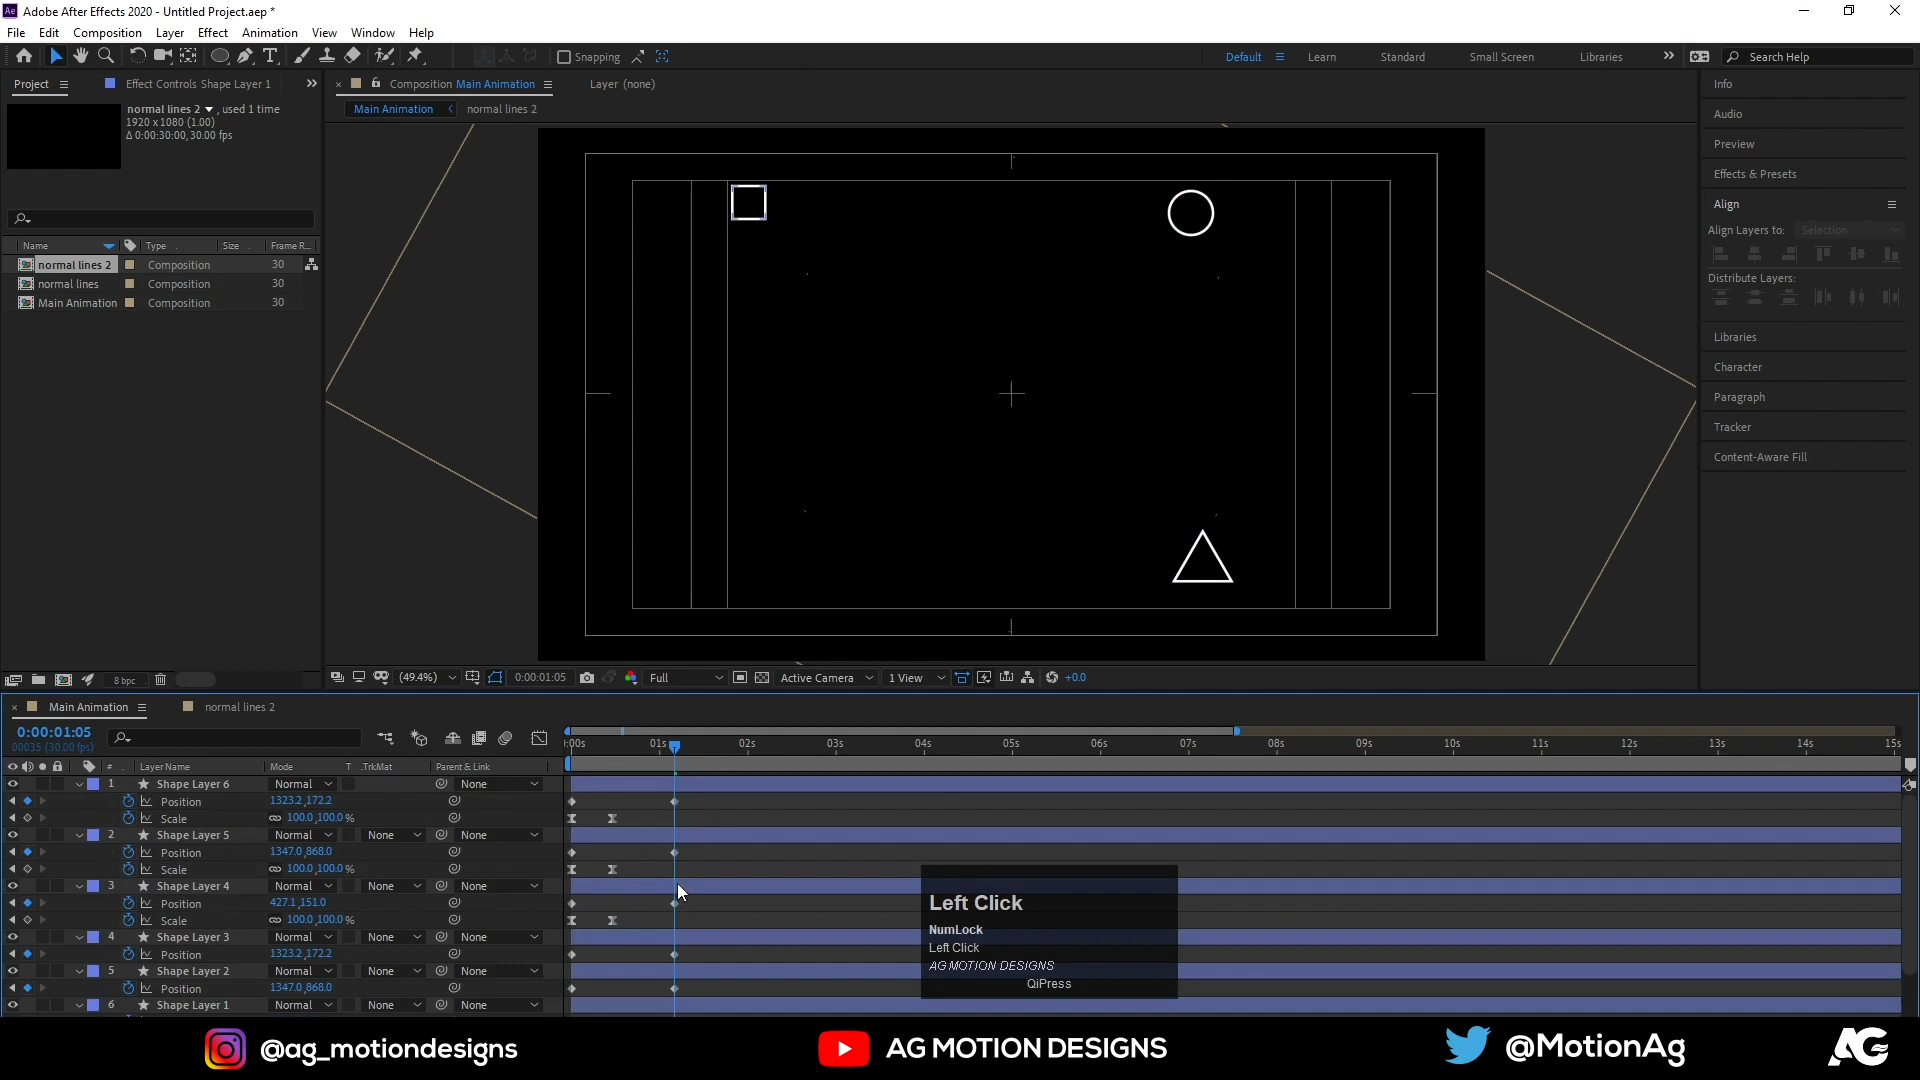 Adobe After Effects 2020 - Untitled Project.aep *
File Edit Composition Layer Effect Animation View Window Help
Snapping
Default Learn Standard Small Screen Libraries Search Help
Project Effect Controls Shape Layer 1
Composition Main Animation Layer (none)
Main Animation normal lines 2
normal lines 2 , used 1 time
1920 x 1080 (1.00)
Δ 0:00:30:00, 30.00 fps
Name Type Size Frame R...
normal lines 2 Composition 30
normal lines Composition 30
Main Animation Composition 30
8 bpc
Info
Audio
Preview
Effects & Presets
Align
Align Layers to: Selection
Distribute Layers:
Libraries
Character
Paragraph
Tracker
Content-Aware Fill
(49.4%) 0:00:01:05 Full Active Camera 1 View +0.0
Main Animation normal lines 2
0:00:01:05
00035 (30.00 fps)
:00s 01s 02s 03s 04s 05s 06s 07s 08s 09s 10s 11s 12s 13s 14s 15s
# Layer Name Mode T .TrkMat Parent & Link
1 Shape Layer 6 Normal None
Position 1323.2,172.2
Scale 100.0,100.0%
2 Shape Layer 5 Normal None None
Position 1347.0,868.0
Scale 100.0,100.0%
3 Shape Layer 4 Normal None None
Position 427.1,151.0
Scale 100.0,100.0%
4 Shape Layer 3 Normal None None
Position 1323.2,172.2
5 Shape Layer 2 Normal None None
Position 1347.0,868.0
6 Shape Layer 1 Normal None None
Left Click
NumLock
Left Click
AG MOTION DESIGNS
QiPress
@ag_motiondesigns
AG MOTION DESIGNS
@MotionAg
AG